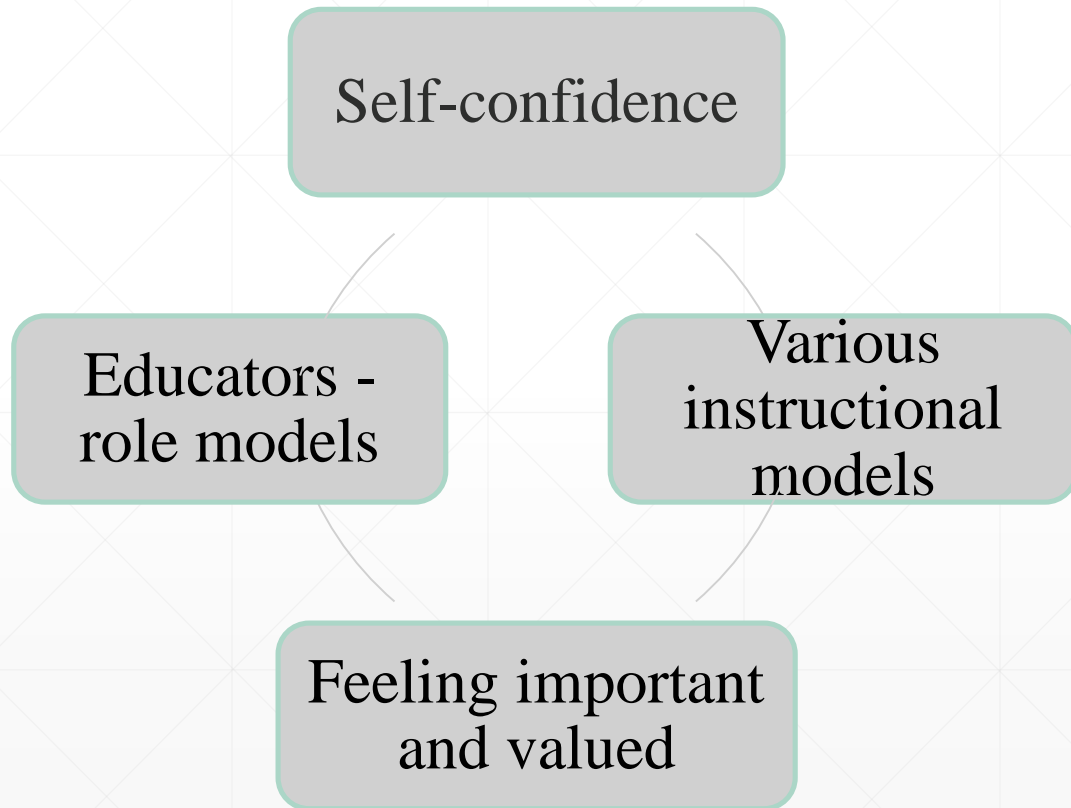 Self-confidence
Educators -
role models
Various
instructional
models
Feeling important
and valued